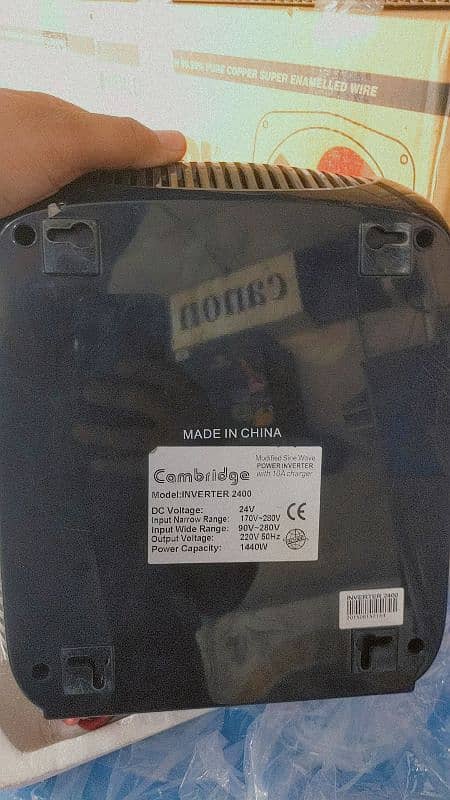 PURE COPPER SUPER ENAMELLED WIRE
Canon
MADE IN CHINA
Cambridge
Modified Sine Wave
POWER INVERTER
with 10A charger
Model:INVERTER 2400
DC Voltage: 24V
Input Narrow Range: 170V~280V
Input Wide Range: 90V~280V
Output Voltage: 220V 50Hz
Power Capacity: 1440W
CE
INVERTER 2400